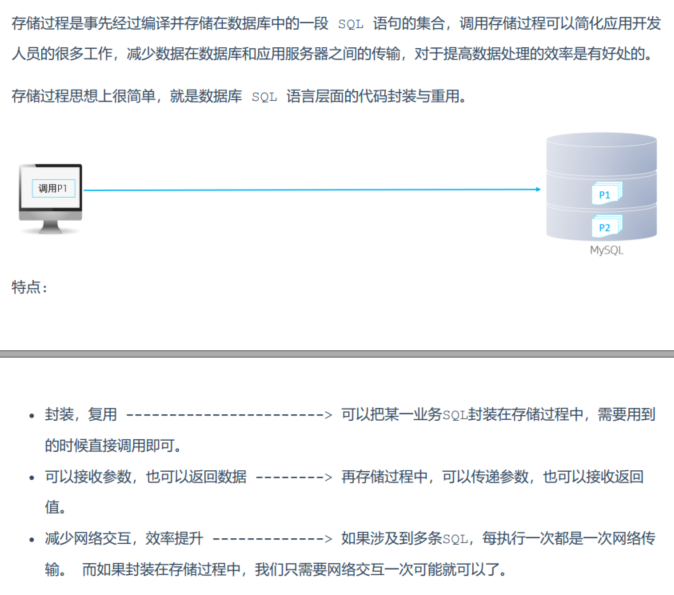 存储过程是事先经过编译并存储在数据库中的一段 SQL 语句的集合，调用存储过程可以简化应用开发
人员的很多工作，减少数据在数据库和应用服务器之间的传输，对于提高数据处理的效率是有好处的。
存储过程思想上很简单，就是数据库 SQL 语言层面的代码封装与重用。
调用P1
P1
P2
MySQL
特点：
• 封装，复用 -----------------------> 可以把某一业务SQL封装在存储过程中，需要用到
的时候直接调用即可。
• 可以接收参数，也可以返回数据 --------> 再存储过程中，可以传递参数，也可以接收返回
值。
• 减少网络交互，效率提升 -------------> 如果涉及到多条SQL，每执行一次都是一次网络传
输。 而如果封装在存储过程中，我们只需要网络交互一次可能就可以了。